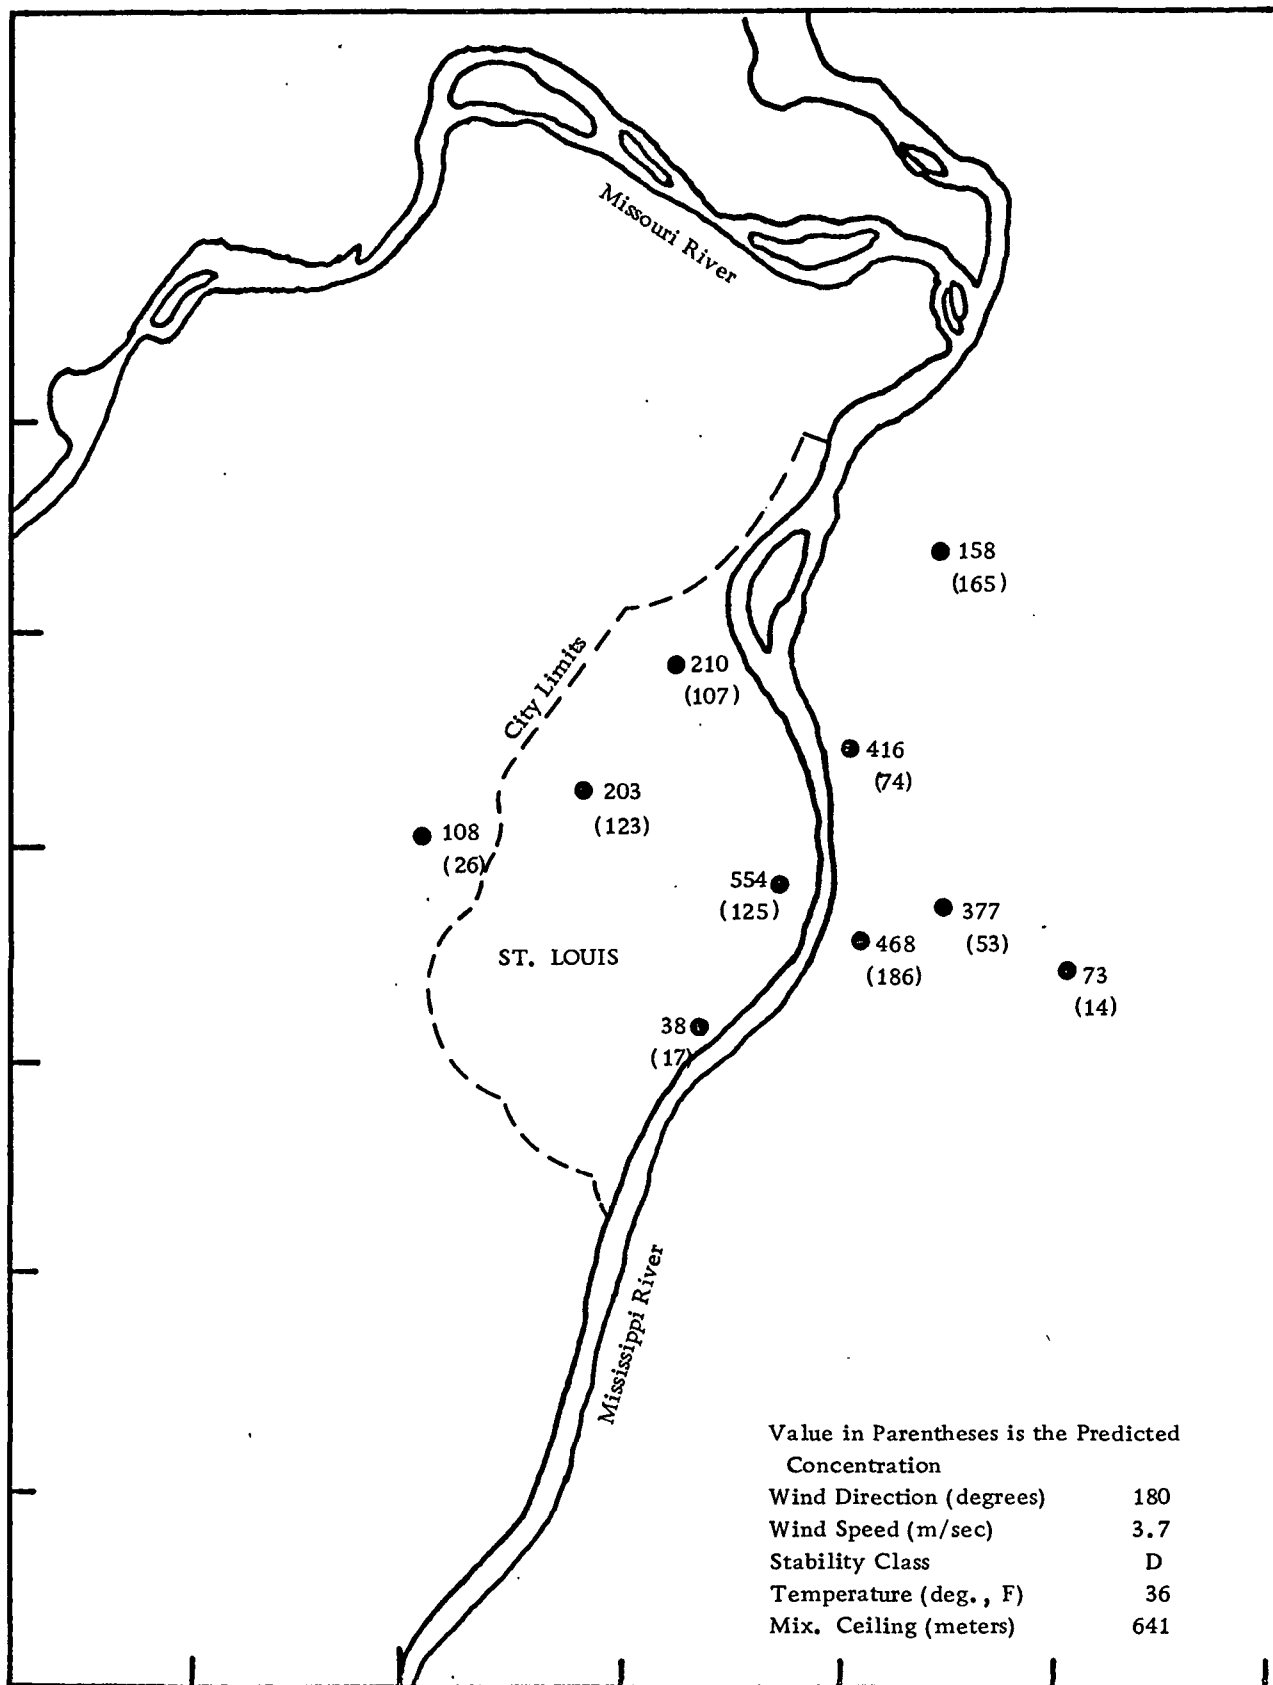 Missouri River
158
(165)
City Limits
210
(107)
416
(74)
203
(123)
108
(26)
554
(125)
377
(53)
468
(186)
ST. LOUIS
73
(14)
38
(17)
Mississippi River
Value in Parentheses is the Predicted
Concentration
Wind Direction (degrees) 180
Wind Speed (m/sec) 3.7
Stability Class D
Temperature (deg., F) 36
Mix. Ceiling (meters) 641